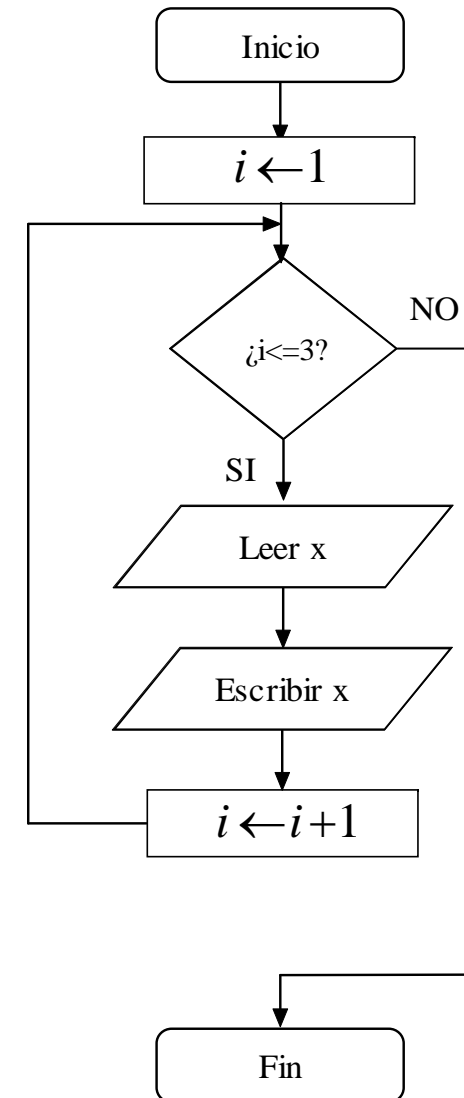 Inicio
i ← 1
¿i<=3?
NO
SI
Leer x
Escribir x
i ← i + 1
Fin